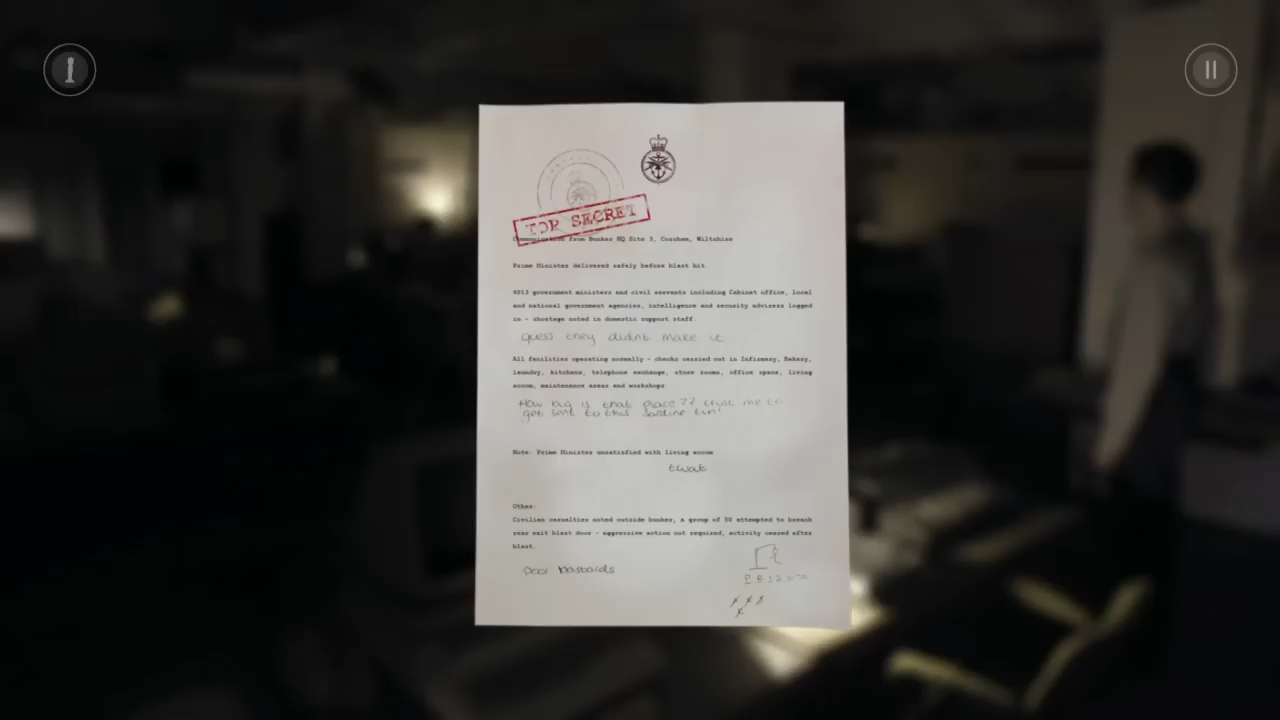 TOP SECRET
Communication from Bunker HQ Site 3, Corsham, Wiltshire
Prime Minister delivered safely before blast hit.
4013 government ministers and civil servants including Cabinet office, local
and national government agencies, intelligence and security advisers logged
in - shortage noted in domestic support staff.
guess they didnt make it
All facilities operating normally - checks carried out in Infirmary, Bakery,
laundry, kitchens, telephone exchange, store rooms, office space, living
accom, maintenance areas and workshops.
How big is that place?? trust me to
get sent to this sardine tin!
Note: Prime Minister unsatisfied with living accom
twat
Other:
Civilian casualties noted outside bunker, a group of 50 attempted to breach
rear exit blast door - aggressive action not required, activity ceased after
blast.
Poor bastards